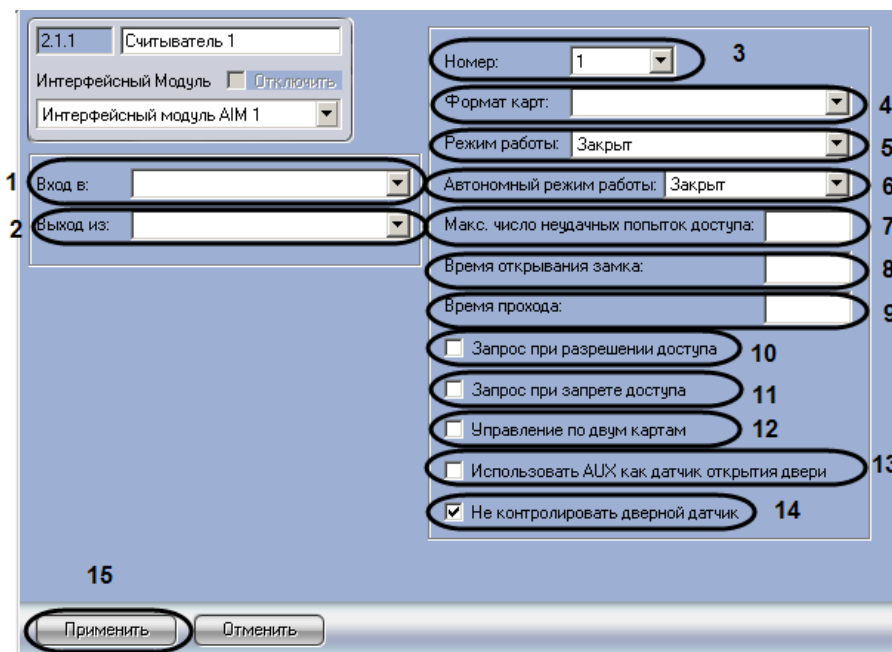 2.1.1 Считыватель 1
Интерфейсный Модуль Отключить
Интерфейсный модуль AIM 1
1 Вход в:
2 Выход из:
Номер: 1 3
Формат карт: 4
Режим работы: Закрыт 5
Автономный режим работы: Закрыт 6
Макс. число неудачных попыток доступа: 7
Время открывания замка: 8
Время прохода: 9
Запрос при разрешении доступа 10
Запрос при запрете доступа 11
Управление по двум картам 12
Использовать AUX как датчик открытия двери 13
Не контролировать дверной датчик 14
15
Применить Отменить